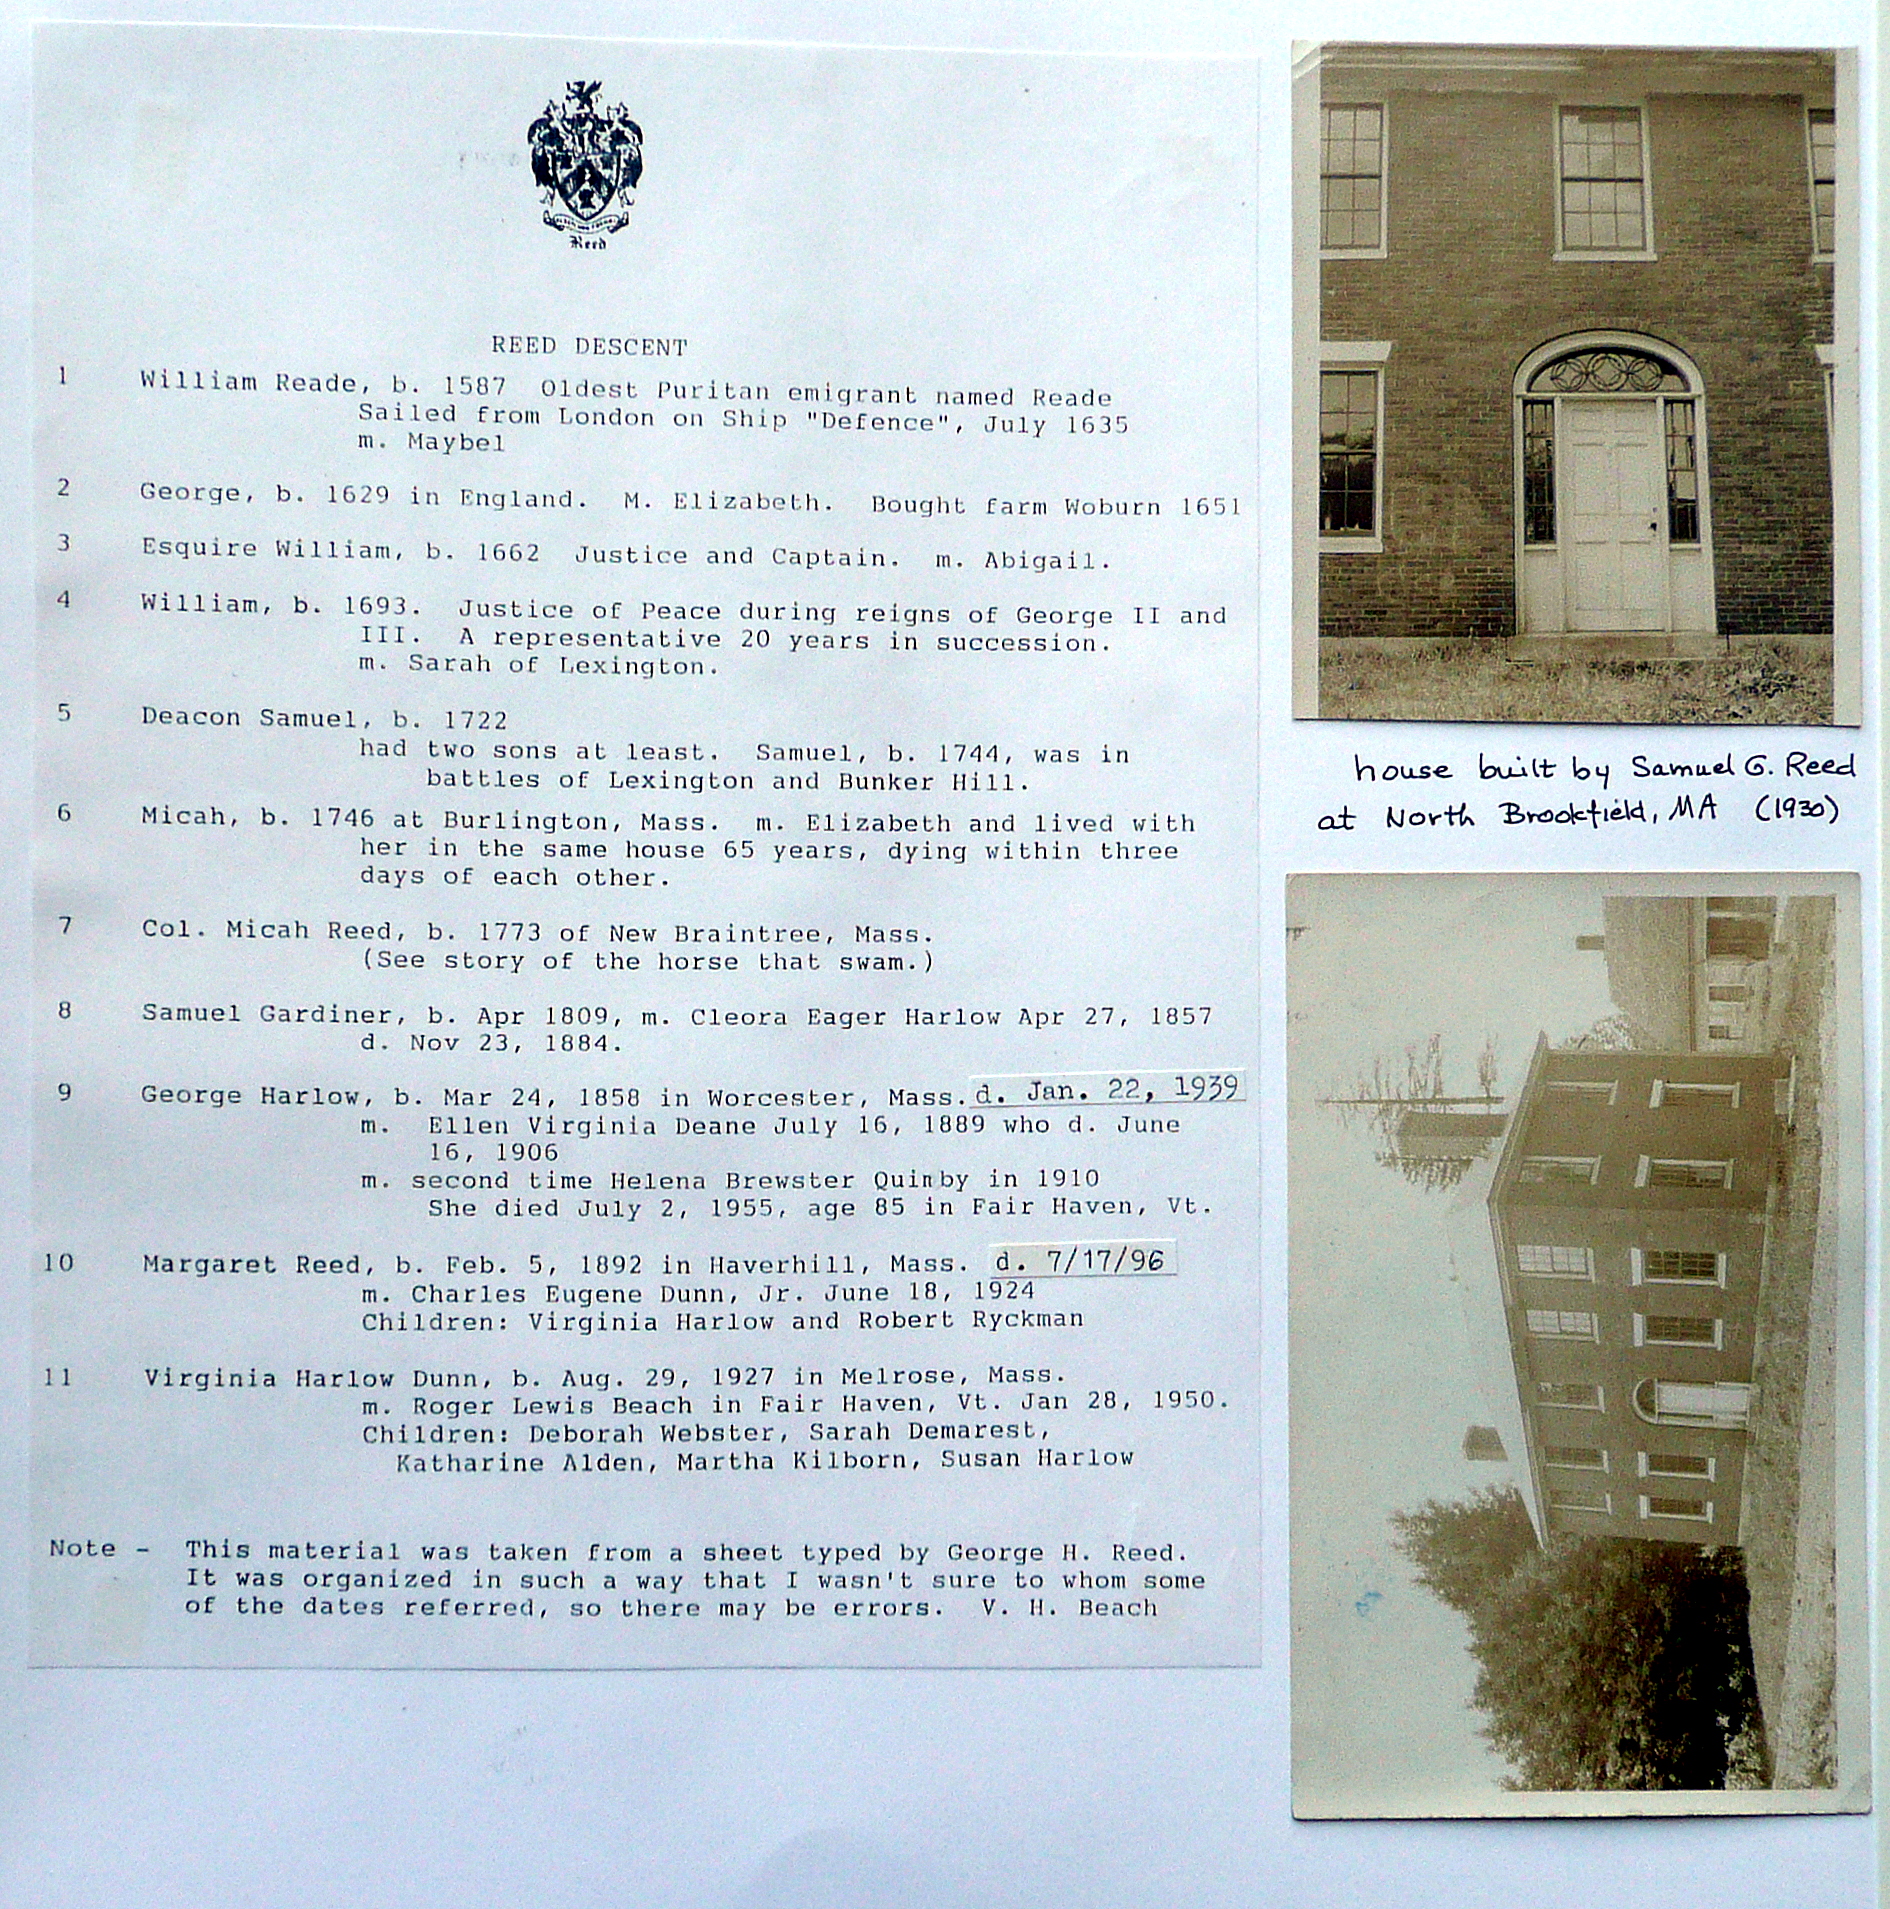 Reed
REED DESCENT
1 William Reade, b. 1587 Oldest Puritan emigrant named Reade
Sailed from London on Ship "Defence", July 1635
m. Maybel
2 George, b. 1629 in England. M. Elizabeth. Bought farm Woburn 1651
3 Esquire William, b. 1662 Justice and Captain. m. Abigail.
4 William, b. 1693. Justice of Peace during reigns of George II and
III. A representative 20 years in succession.
m. Sarah of Lexington.
5 Deacon Samuel, b. 1722
had two sons at least. Samuel, b. 1744, was in
battles of Lexington and Bunker Hill.
6 Micah, b. 1746 at Burlington, Mass. m. Elizabeth and lived with
her in the same house 65 years, dying within three
days of each other.
7 Col. Micah Reed, b. 1773 of New Braintree, Mass.
(See story of the horse that swam.)
8 Samuel Gardiner, b. Apr 1809, m. Cleora Eager Harlow Apr 27, 1857
d. Nov 23, 1884.
9 George Harlow, b. Mar 24, 1858 in Worcester, Mass. d. Jan. 22, 1939
m. Ellen Virginia Deane July 16, 1889 who d. June
16, 1906
m. second time Helena Brewster Quimby in 1910
She died July 2, 1955, age 85 in Fair Haven, Vt.
10 Margaret Reed, b. Feb. 5, 1892 in Haverhill, Mass. d. 7/17/96
m. Charles Eugene Dunn, Jr. June 18, 1924
Children: Virginia Harlow and Robert Ryckman
11 Virginia Harlow Dunn, b. Aug. 29, 1927 in Melrose, Mass.
m. Roger Lewis Beach in Fair Haven, Vt. Jan 28, 1950.
Children: Deborah Webster, Sarah Demarest,
Katharine Alden, Martha Kilborn, Susan Harlow
Note - This material was taken from a sheet typed by George H. Reed.
It was organized in such a way that I wasn't sure to whom some
of the dates referred, so there may be errors. V. H. Beach
house built by Samuel G. Reed
at North Brookfield, MA (1930)